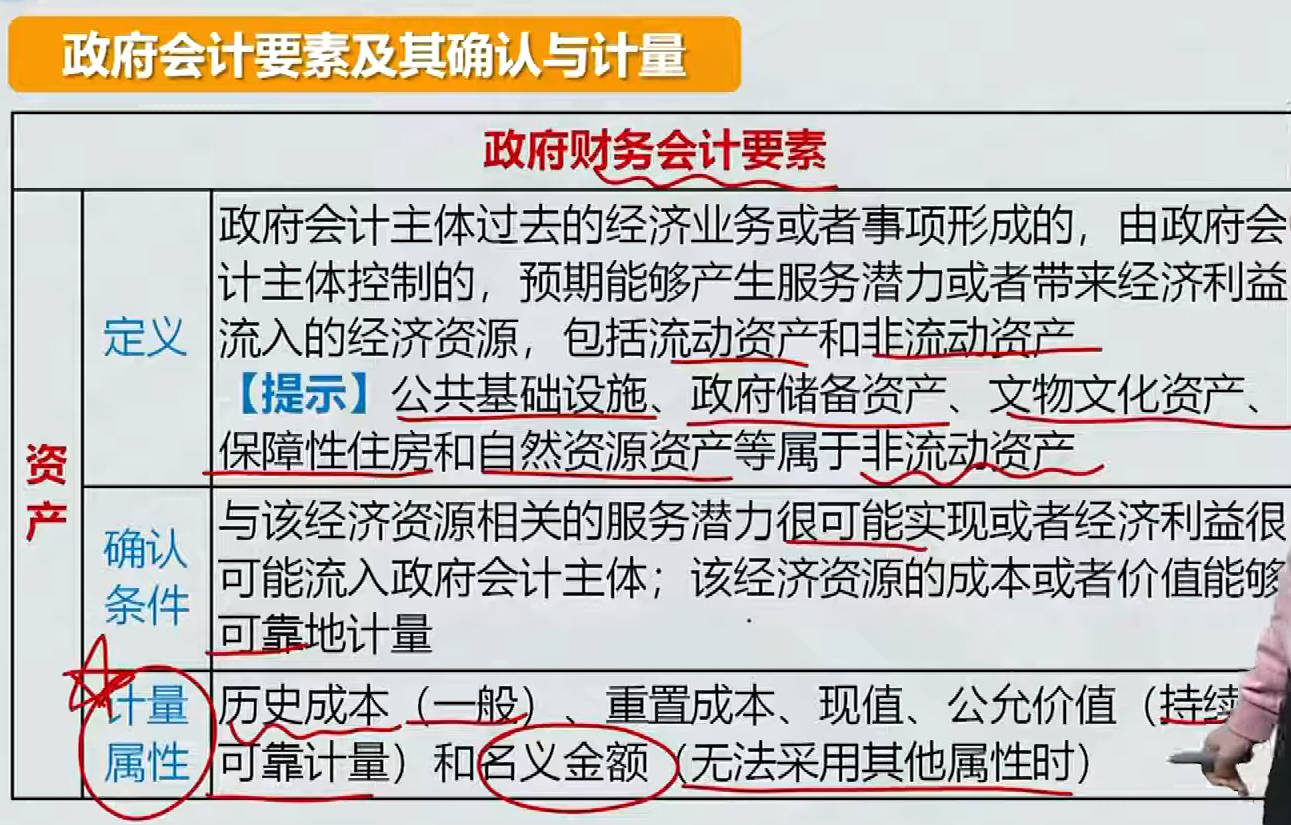 政府会计要素及其确认与计量
政府财务会计要素
资产
定义
政府会计主体过去的经济业务或者事项形成的，由政府会
计主体控制的，预期能够产生服务潜力或者带来经济利益
流入的经济资源，包括流动资产和非流动资产
【提示】公共基础设施、政府储备资产、文物文化资产、
保障性住房和自然资源资产等属于非流动资产
确认
条件
与该经济资源相关的服务潜力很可能实现或者经济利益很
可能流入政府会计主体；该经济资源的成本或者价值能够
可靠地计量
计量
属性
历史成本（一般）、重置成本、现值、公允价值（持续
可靠计量）和名义金额（无法采用其他属性时）